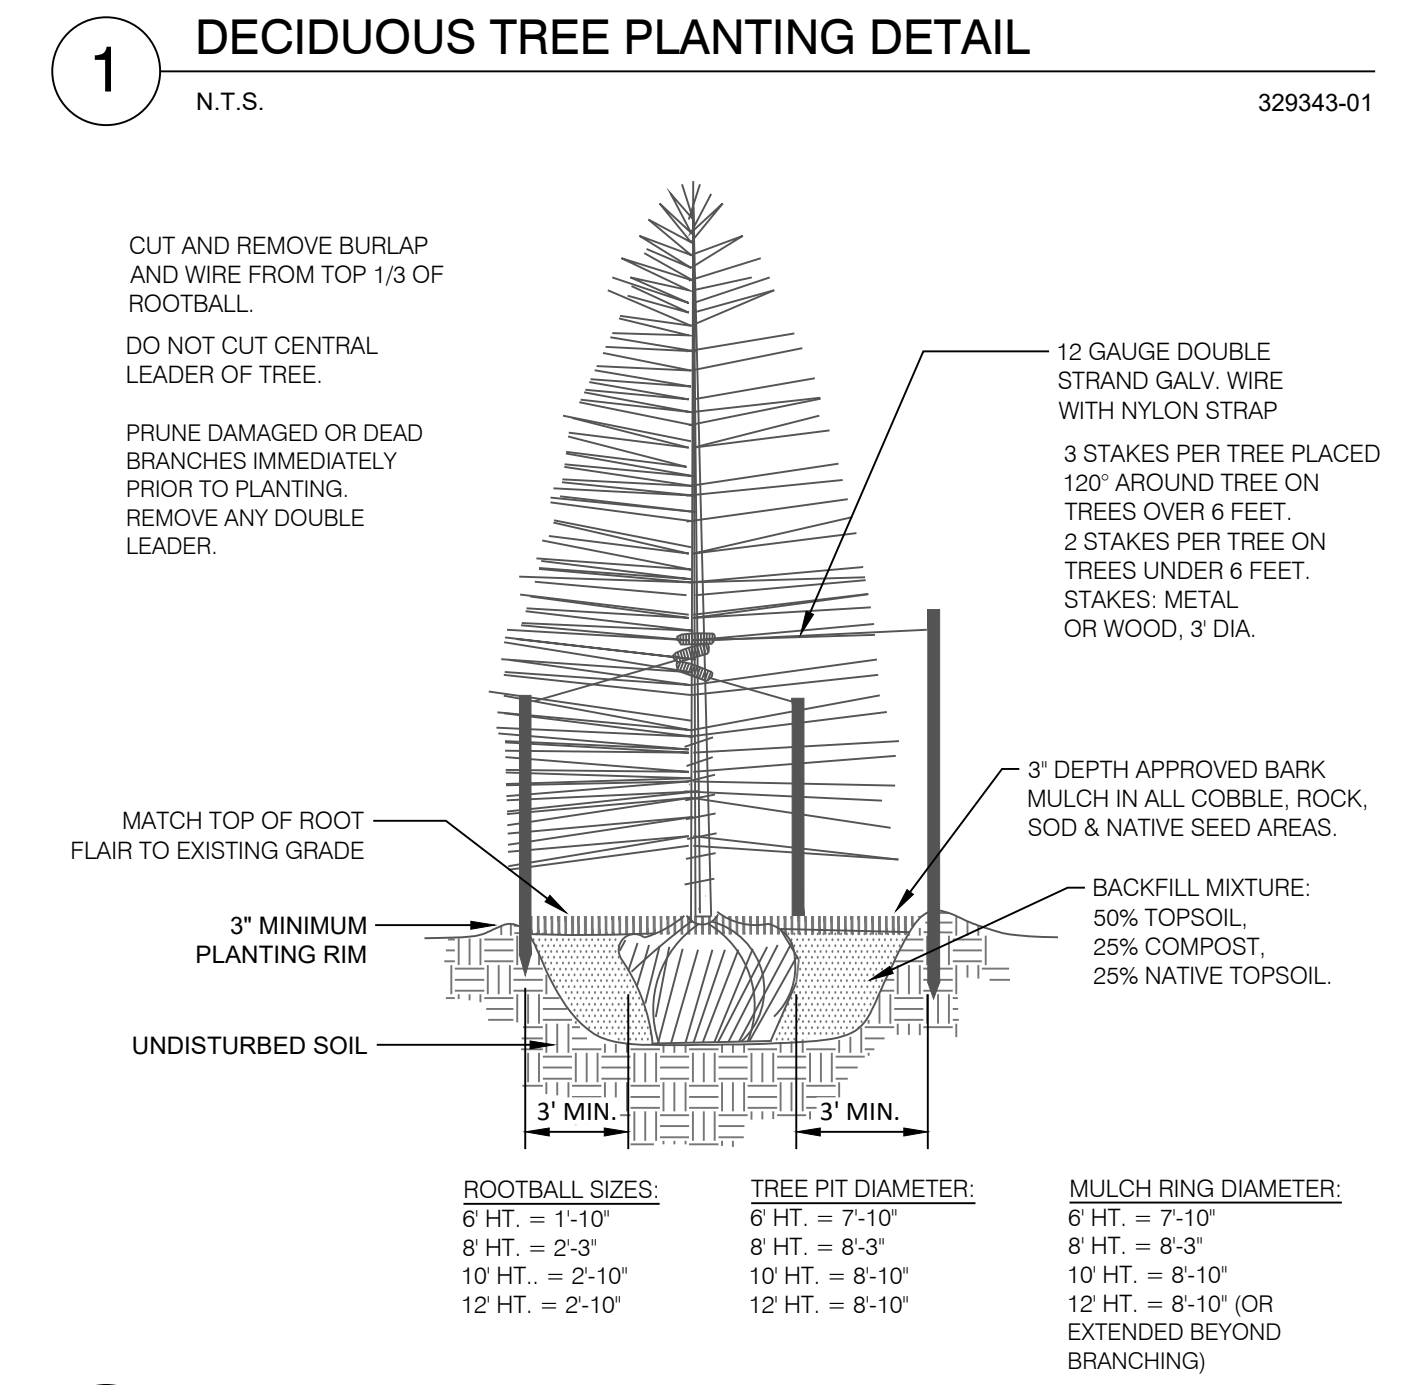 1
DECIDUOUS TREE PLANTING DETAIL
N.T.S.
329343-01
CUT AND REMOVE BURLAP
AND WIRE FROM TOP 1/3 OF
ROOTBALL.
DO NOT CUT CENTRAL
LEADER OF TREE.
PRUNE DAMAGED OR DEAD
BRANCHES IMMEDIATELY
PRIOR TO PLANTING.
REMOVE ANY DOUBLE
LEADER.
12 GAUGE DOUBLE
STRAND GALV. WIRE
WITH NYLON STRAP
3 STAKES PER TREE PLACED
120° AROUND TREE ON
TREES OVER 6 FEET.
2 STAKES PER TREE ON
TREES UNDER 6 FEET.
STAKES: METAL
OR WOOD, 3' DIA.
MATCH TOP OF ROOT
FLAIR TO EXISTING GRADE
3" MINIMUM
PLANTING RIM
UNDISTURBED SOIL
3" DEPTH APPROVED BARK
MULCH IN ALL COBBLE, ROCK,
SOD & NATIVE SEED AREAS.
BACKFILL MIXTURE:
50% TOPSOIL,
25% COMPOST,
25% NATIVE TOPSOIL.
3' MIN.
3' MIN.
ROOTBALL SIZES:
6' HT. = 1'-10"
8' HT. = 2'-3"
10' HT.. = 2'-10"
12' HT. = 2'-10"
TREE PIT DIAMETER:
6' HT. = 7'-10"
8' HT. = 8'-3"
10' HT. = 8'-10"
12' HT. = 8'-10"
MULCH RING DIAMETER:
6' HT. = 7'-10"
8' HT. = 8'-3"
10' HT. = 8'-10"
12' HT. = 8'-10" (OR
EXTENDED BEYOND
BRANCHING)